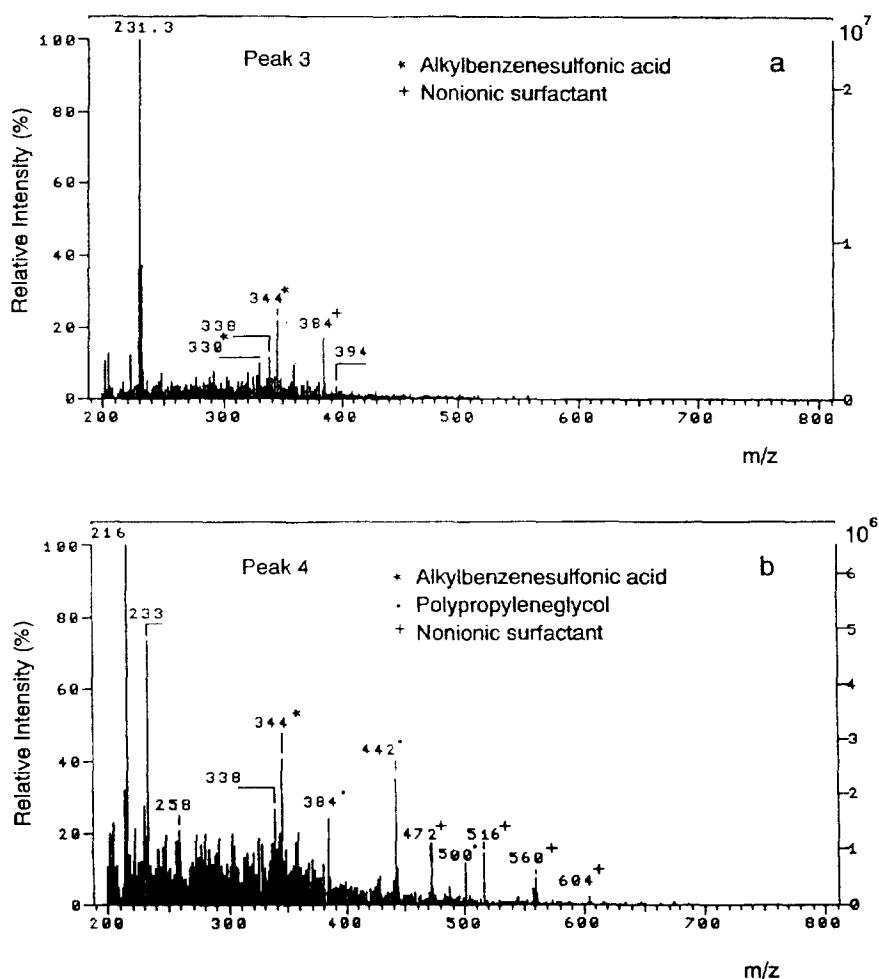 100 231.3 10⁷
Peak 3 * Alkylbenzenesulfonic acid a
+ Nonionic surfactant
2
80
60
40 1
344*
338 384+
20 330* 394
0 0
200 300 400 500 600 700 800
Relative Intensity (%)
m/z
216 10⁶
100 Peak 4 * Alkylbenzenesulfonic acid b
· Polypropyleneglycol
+ Nonionic surfactant
6
233
80 5
60 4
344*
442· 3
40
338
384·
258 2
472+ 516+
20 500· 560+ 1
604+
0 0
200 300 400 500 600 700 800
Relative Intensity (%)
m/z